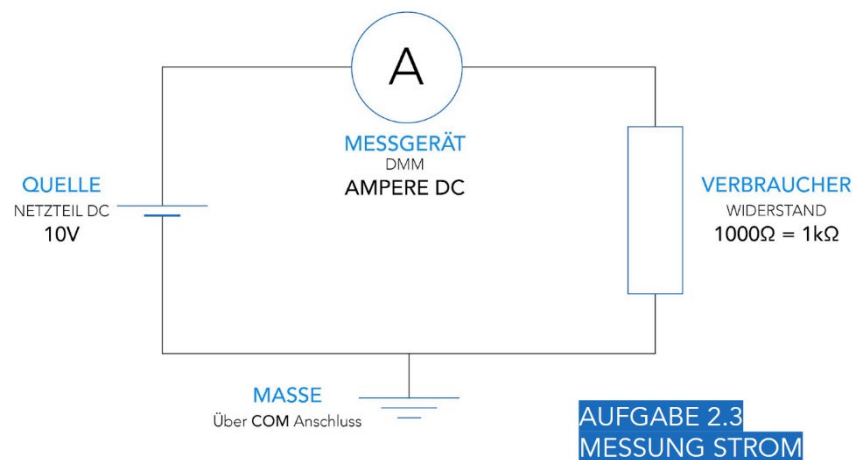 A
MESSGERÄT
DMM
AMPERE DC
QUELLE
NETZTEIL DC
10V
VERBRAUCHER
WIDERSTAND
1000Ω = 1kΩ
MASSE
Über COM Anschluss
AUFGABE 2.3
MESSUNG STROM